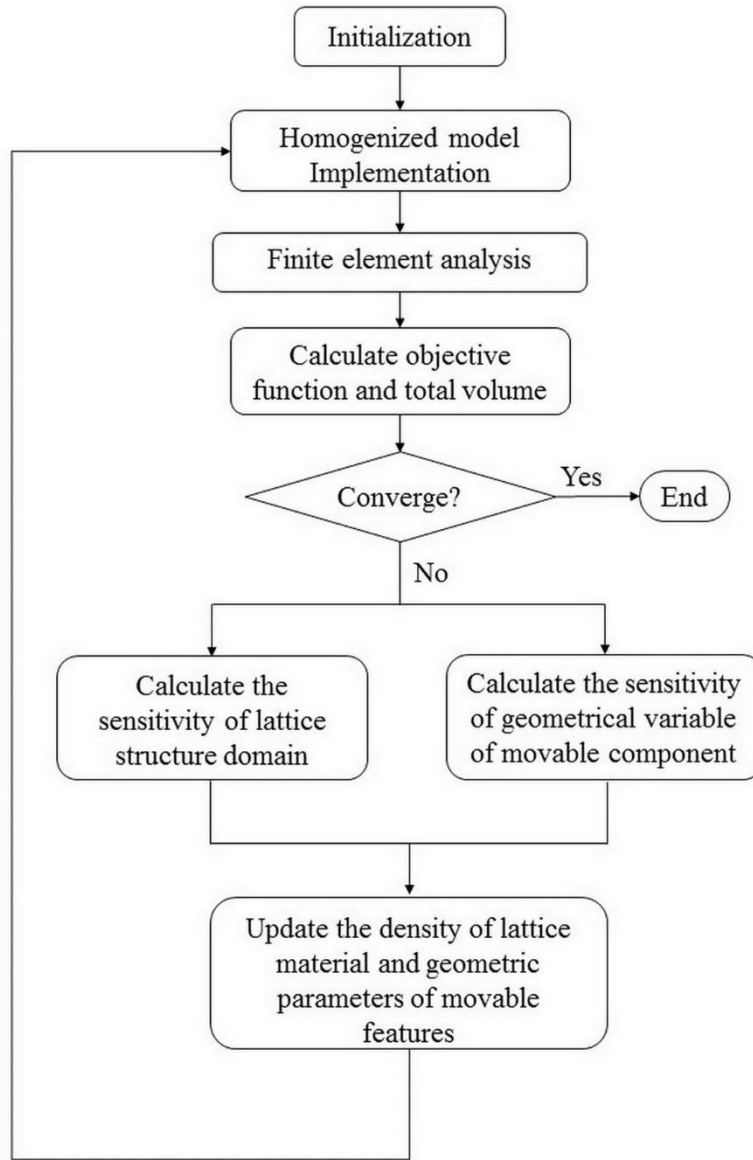 Initialization
Homogenized model
Implementation
Finite element analysis
Calculate objective
function and total volume
Converge?
Yes
End
No
Calculate the
sensitivity of lattice
structure domain
Calculate the sensitivity
of geometrical variable
of movable component
Update the density of lattice
material and geometric
parameters of movable
features